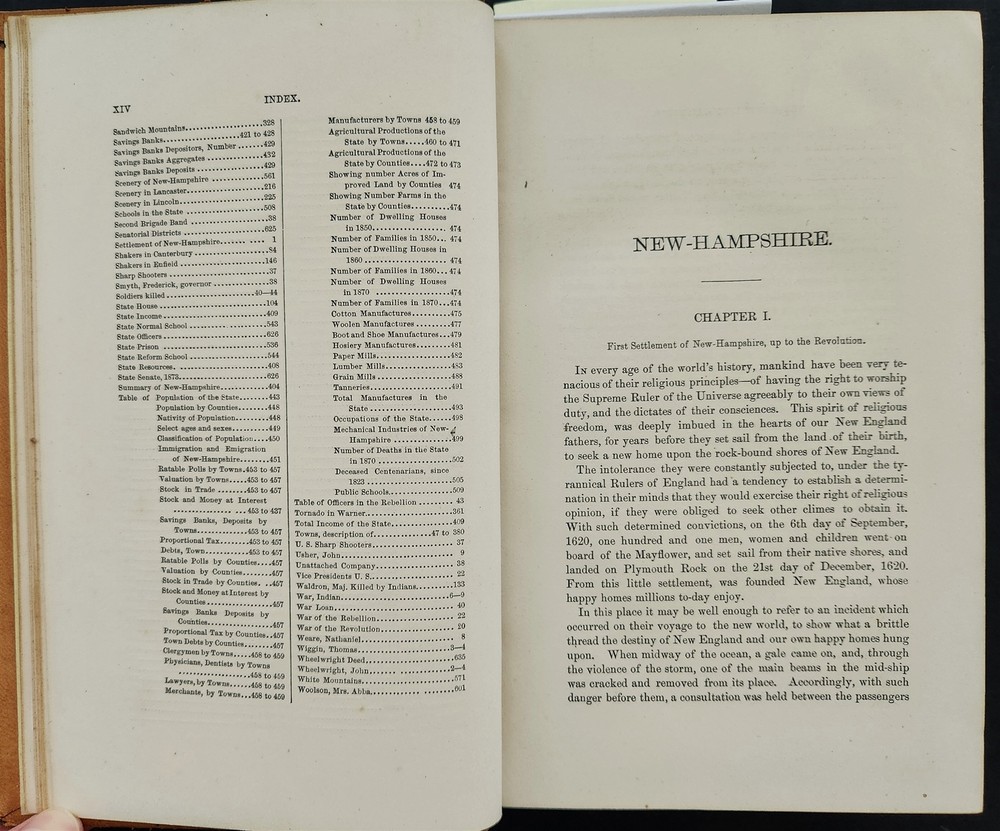 XIV
INDEX.
Sandwich Mountains......................328
Savings Banks......................421 to 428
Savings Banks Depositors, Number .......429
Savings Banks Aggregates ................432
Savings Banks Deposits ...................429
Scenery of New-Hampshire ................561
Scenery in Lancaster......................216
Scenery in Lincoln........................225
Schools in the State .....................508
Second Brigade Band .......................38
Senatorial Districts .....................625
Settlement of New-Hampshire....... .... 1
Shakers in Canterbury .....................84
Shakers in Enfield .......................146
Sharp Shooters ............................37
Smyth, Frederick, governor ................38
Soldiers killed.........................40—44
State House ..............................104
State Income .............................409
State Normal School .......... ...........543
State Officers ...........................626
State Prison .............................536
State Reform School ......................544
State Resources. .........................408
State Senate, 1873........................626
Summary of New-Hampshire..............404
Table of Population of the State........443
Population by Counties.........448
Nativity of Population..........448
Select ages and sexes...........449
Classification of Population....450
Immigration and Emigration
of New-Hampshire........451
Ratable Polls by Towns.453 to 457
Valuation by Towns....453 to 457
Stock in Trade ........453 to 457
Stock and Money at Interest
.................. ...453 to 437
Savings Banks, Deposits by
Towns...............453 to 457
Proportional Tax.......453 to 457
Debts, Town............453 to 457
Ratable Polls by Counties....457
Valuation by Counties........457
Stock in Trade by Counties. ..457
Stock and Money at Interest by
Counties...................457
Savings Banks Deposits by
Counties...................457
Proportional Tax by Counties..457
Town Debts by Counties........457
Clergymen by Towns.....458 to 459
Physicians, Dentists by Towns
....................458 to 459
Lawyers, by Towns......458 to 459
Merchants, by Towns...458 to 459
Manufacturers by Towns 458 to 459
Agricultural Productions of the
State by Towns.....460 to 471
Agricultural Productions of the
State by Counties....472 to 473
Showing number Acres of Im-
proved Land by Counties 474
Showing Number Farms in the
State by Counties..........474
Number of Dwelling Houses
in 1850................... 474
Number of Families in 1850... 474
Number of Dwelling Houses in
1860 ...................... 474
Number of Families in 1860...474
Number of Dwelling Houses
in 1870 ...................474
Number of Families in 1870...474
Cotton Manufactures..........475
Woolen Manufactures .........477
Boot and Shoe Manufactures...479
Hosiery Manufactures.........481
Paper Mills...................482
Lumber Mills.................483
Grain Mills ..................488
Tanneries.....................491
Total Manufactures in the
State ......................493
Occupations of the State......498
Mechanical Industries of New-
Hampshire ................499
Number of Deaths in the State
in 1870 ....................502
Deceased Centenarians, since
1823 .......................505
Public Schools................509
Table of Officers in the Rebellion ........ 43
Tornado in Warner.........................361
Total Income of the State.................409
Towns, description of...............47 to 380
U. S. Sharp Shooters...................... 37
Usher, John................................ 9
Unattached Company........................ 38
Vice Presidents U. S...................... 22
Waldron, Maj. Killed by Indians..........133
War, Indian..............................6—9
War Loan.................................. 40
War of the Rebellion...................... 22
War of the Revolution..................... 20
Weare, Nathaniel........................... 8
Wiggin, Thomas...........................3—4
Wheelwright Deed.........................635
Wheelwright, John........................2—4
White Mountains..........................571
Woolson, Mrs. Abba........... ..........601
NEW-HAMPSHIRE.
CHAPTER I.
First Settlement of New-Hampshire, up to the Revolution.
In every age of the world's history, mankind have been very te-
nacious of their religious principles—of having the right to worship
the Supreme Ruler of the Universe agreeably to their own views of
duty, and the dictates of their consciences. This spirit of religious
freedom, was deeply imbued in the hearts of our New England
fathers, for years before they set sail from the land of their birth,
to seek a new home upon the rock-bound shores of New England.
The intolerance they were constantly subjected to, under the ty-
rannical Rulers of England had a tendency to establish a determi-
nation in their minds that they would exercise their right of religious
opinion, if they were obliged to seek other climes to obtain it.
With such determined convictions, on the 6th day of September,
1620, one hundred and one men, women and children went on
board of the Mayflower, and set sail from their native shores, and
landed on Plymouth Rock on the 21st day of December, 1620.
From this little settlement, was founded New England, whose
happy homes millions to-day enjoy.
In this place it may be well enough to refer to an incident which
occurred on their voyage to the new world, to show what a brittle
thread the destiny of New England and our own happy homes hung
upon. When midway of the ocean, a gale came on, and, through
the violence of the storm, one of the main beams in the mid-ship
was cracked and removed from its place. Accordingly, with such
danger before them, a consultation was held between the passengers